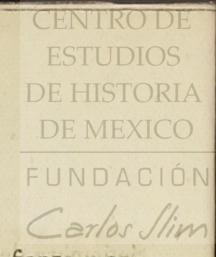 CENTRO DE
ESTUDIOS
DE HISTORIA
DE MEXICO
FUNDACIÓN
Carlos Slim